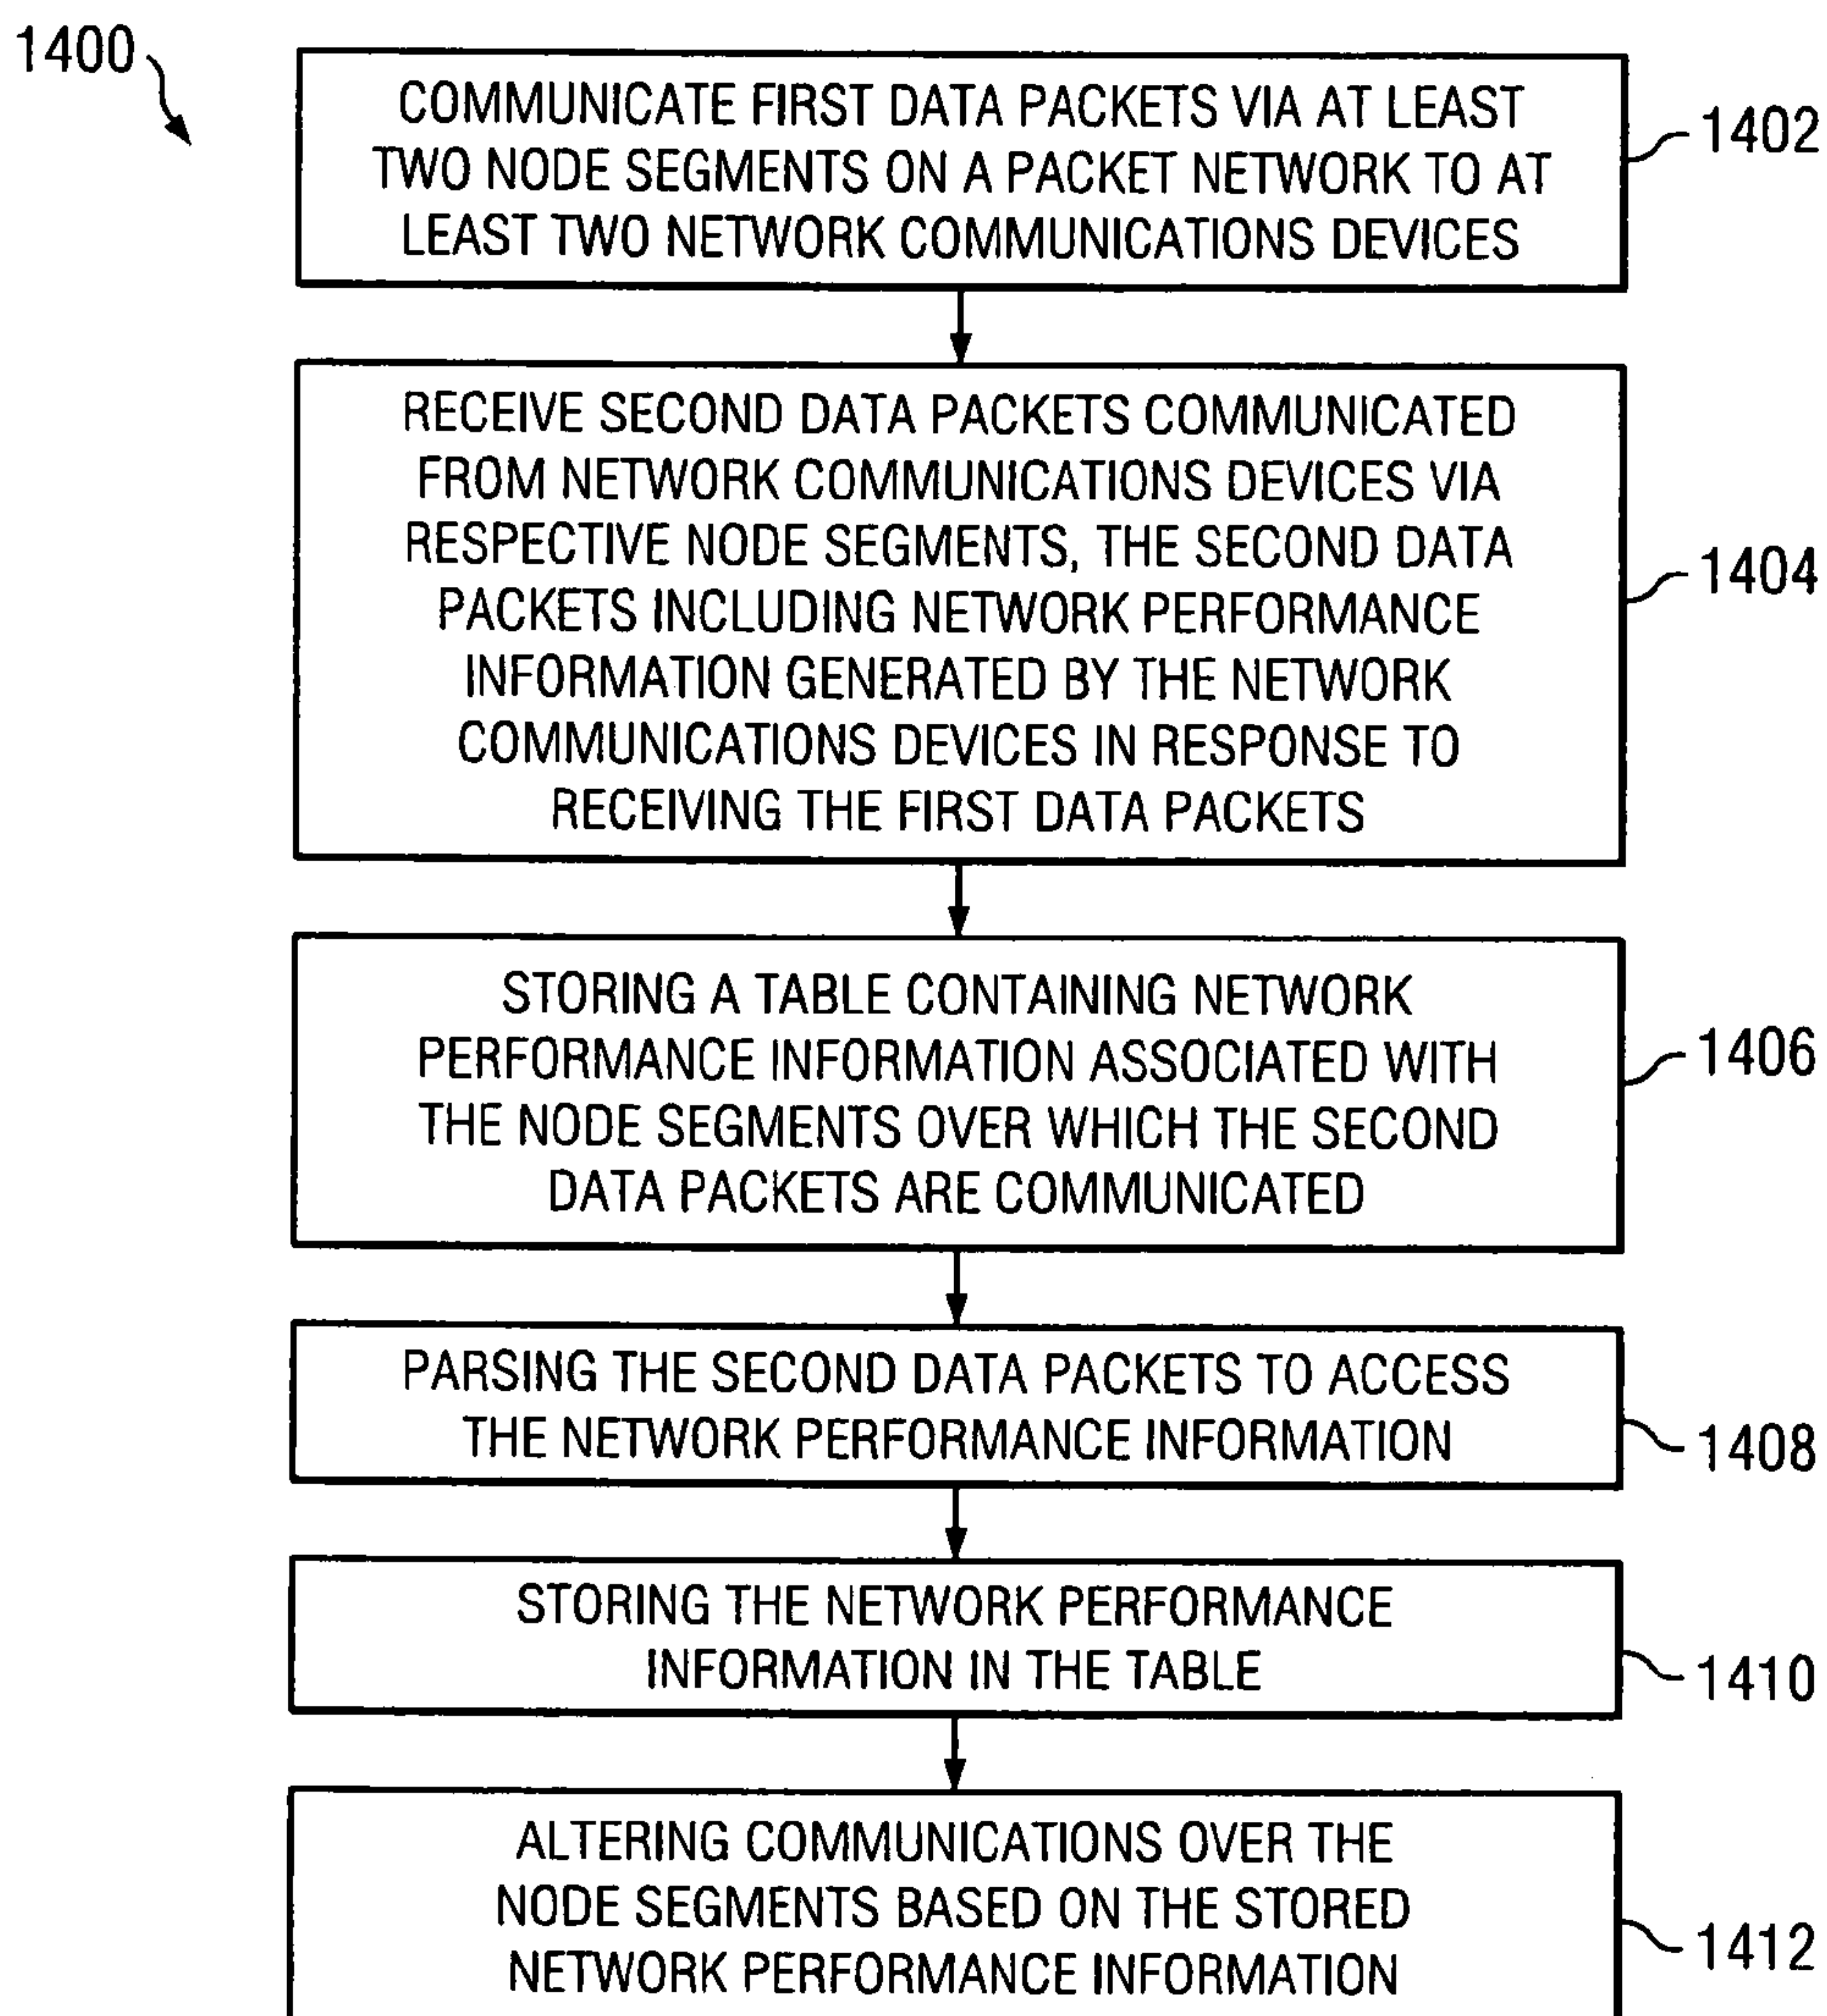 1400
COMMUNICATE FIRST DATA PACKETS VIA AT LEAST
TWO NODE SEGMENTS ON A PACKET NETWORK TO AT
LEAST TWO NETWORK COMMUNICATIONS DEVICES
1402
RECEIVE SECOND DATA PACKETS COMMUNICATED
FROM NETWORK COMMUNICATIONS DEVICES VIA
RESPECTIVE NODE SEGMENTS, THE SECOND DATA
PACKETS INCLUDING NETWORK PERFORMANCE
INFORMATION GENERATED BY THE NETWORK
COMMUNICATIONS DEVICES IN RESPONSE TO
RECEIVING THE FIRST DATA PACKETS
1404
STORING A TABLE CONTAINING NETWORK
PERFORMANCE INFORMATION ASSOCIATED WITH
THE NODE SEGMENTS OVER WHICH THE SECOND
DATA PACKETS ARE COMMUNICATED
1406
PARSING THE SECOND DATA PACKETS TO ACCESS
THE NETWORK PERFORMANCE INFORMATION
1408
STORING THE NETWORK PERFORMANCE
INFORMATION IN THE TABLE
1410
ALTERING COMMUNICATIONS OVER THE
NODE SEGMENTS BASED ON THE STORED
NETWORK PERFORMANCE INFORMATION
1412